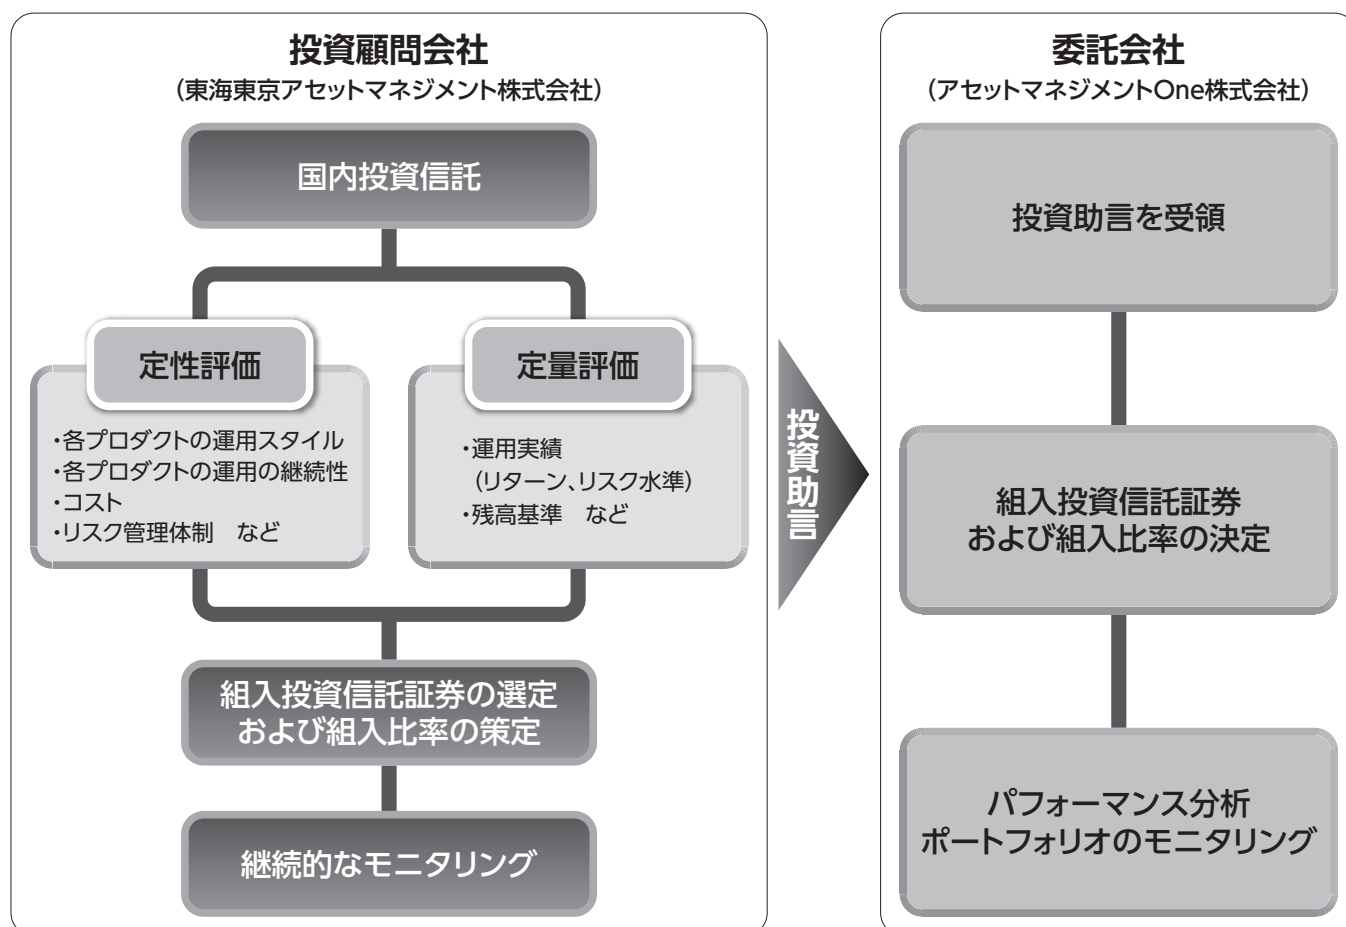 投資顧問会社
（東海東京アセットマネジメント株式会社）
国内投資信託
定性評価
・各プロダクトの運用スタイル
・各プロダクトの運用の継続性
・コスト
・リスク管理体制　など
定量評価
・運用実績
（リターン、リスク水準）
・残高基準　など
組入投資信託証券の選定
および組入比率の策定
継続的なモニタリング
投資助言
委託会社
（アセットマネジメントOne株式会社）
投資助言を受領
組入投資信託証券
および組入比率の決定
パフォーマンス分析
ポートフォリオのモニタリング